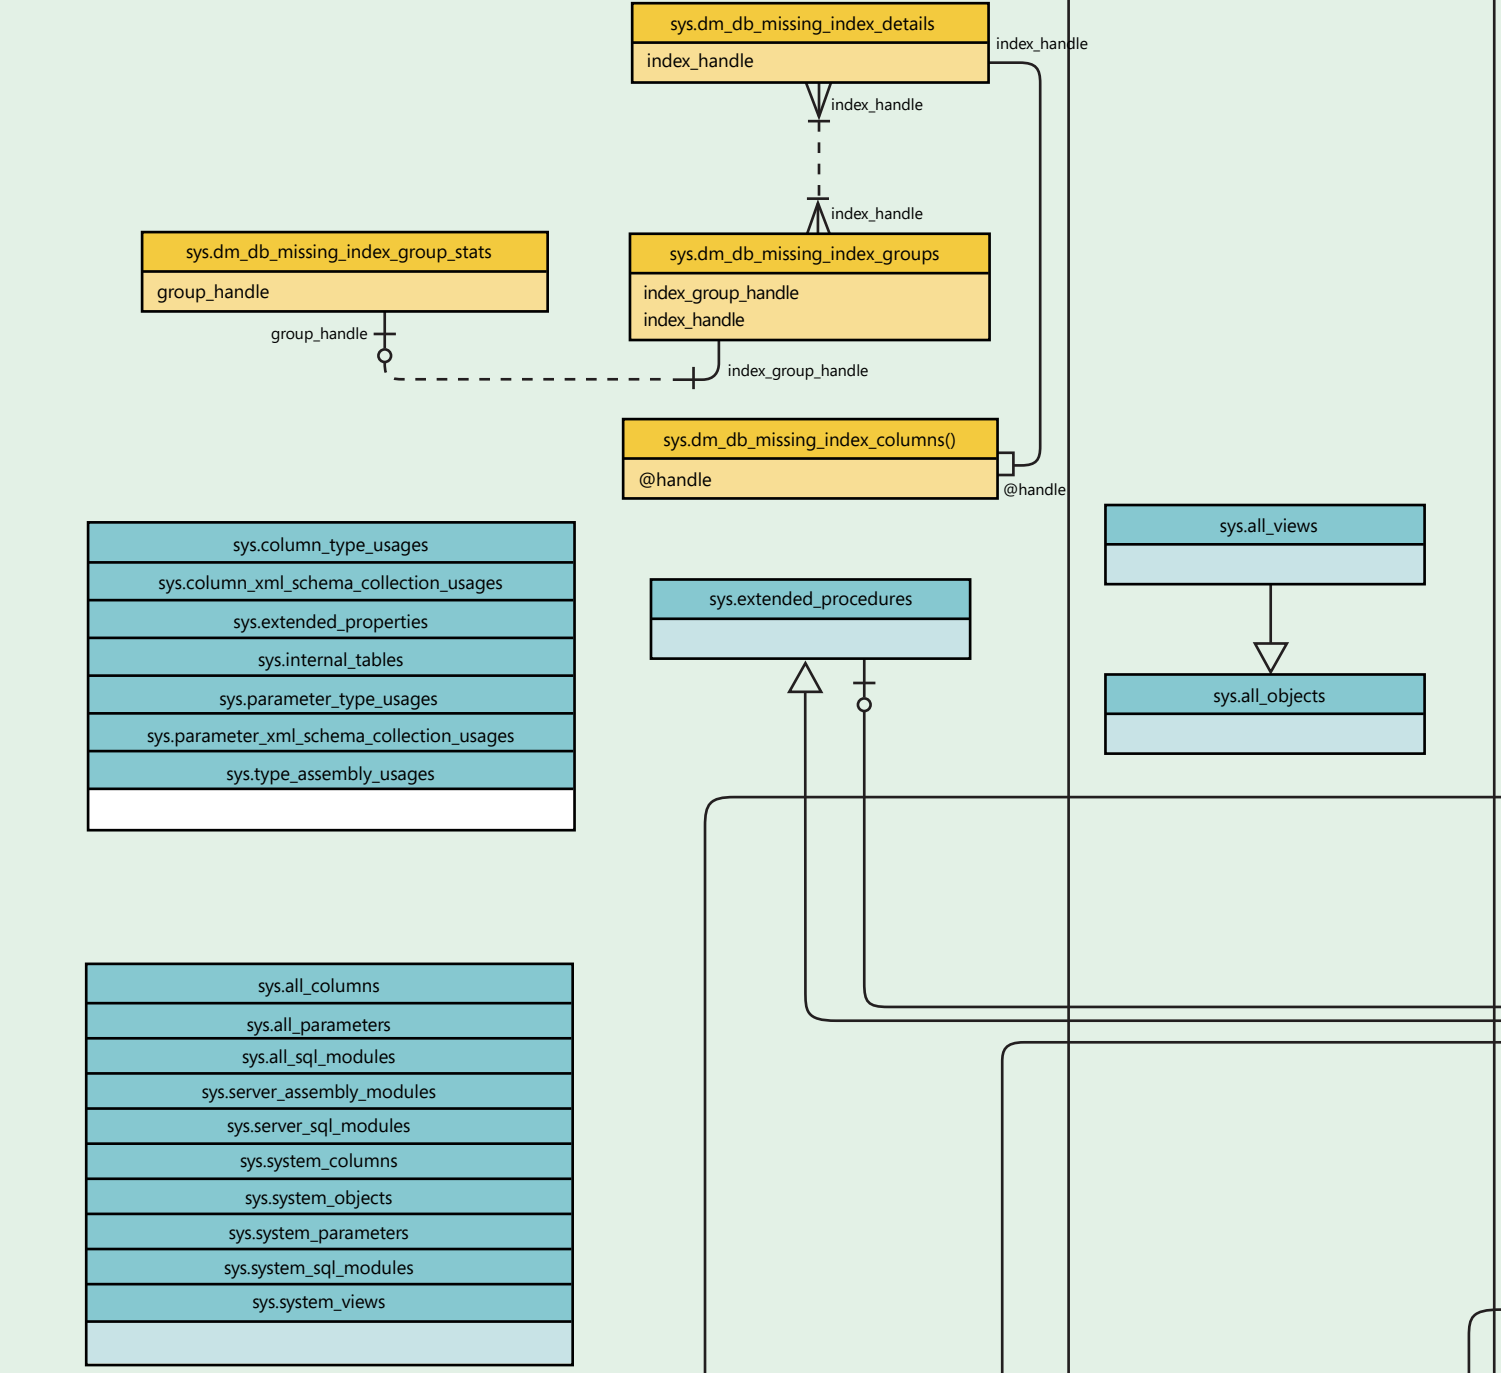 sys.dm_db_missing_index_details
index_handle
index_handle
index_handle
index_handle
sys.dm_db_missing_index_group_stats
group_handle
group_handle
sys.dm_db_missing_index_groups
index_group_handle
index_handle
index_group_handle
sys.dm_db_missing_index_columns()
@handle
@handle
sys.column_type_usages
sys.column_xml_schema_collection_usages
sys.extended_properties
sys.internal_tables
sys.parameter_type_usages
sys.parameter_xml_schema_collection_usages
sys.type_assembly_usages
sys.extended_procedures
sys.all_views
sys.all_objects
sys.all_columns
sys.all_parameters
sys.all_sql_modules
sys.server_assembly_modules
sys.server_sql_modules
sys.system_columns
sys.system_objects
sys.system_parameters
sys.system_sql_modules
sys.system_views